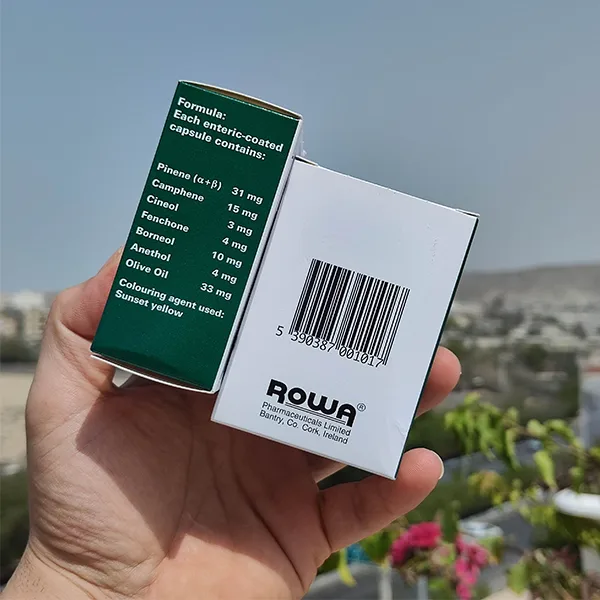 Formula:
Each enteric-coated
capsule contains:
Pinene (α+β) 31 mg
Camphene 15 mg
Cineol 3 mg
Fenchone 4 mg
Borneol 10 mg
Anethol 4 mg
Olive Oil 33 mg
Colouring agent used:
Sunset yellow
5 390387 001017
ROWA®
Pharmaceuticals Limited
Bantry, Co. Cork, Ireland